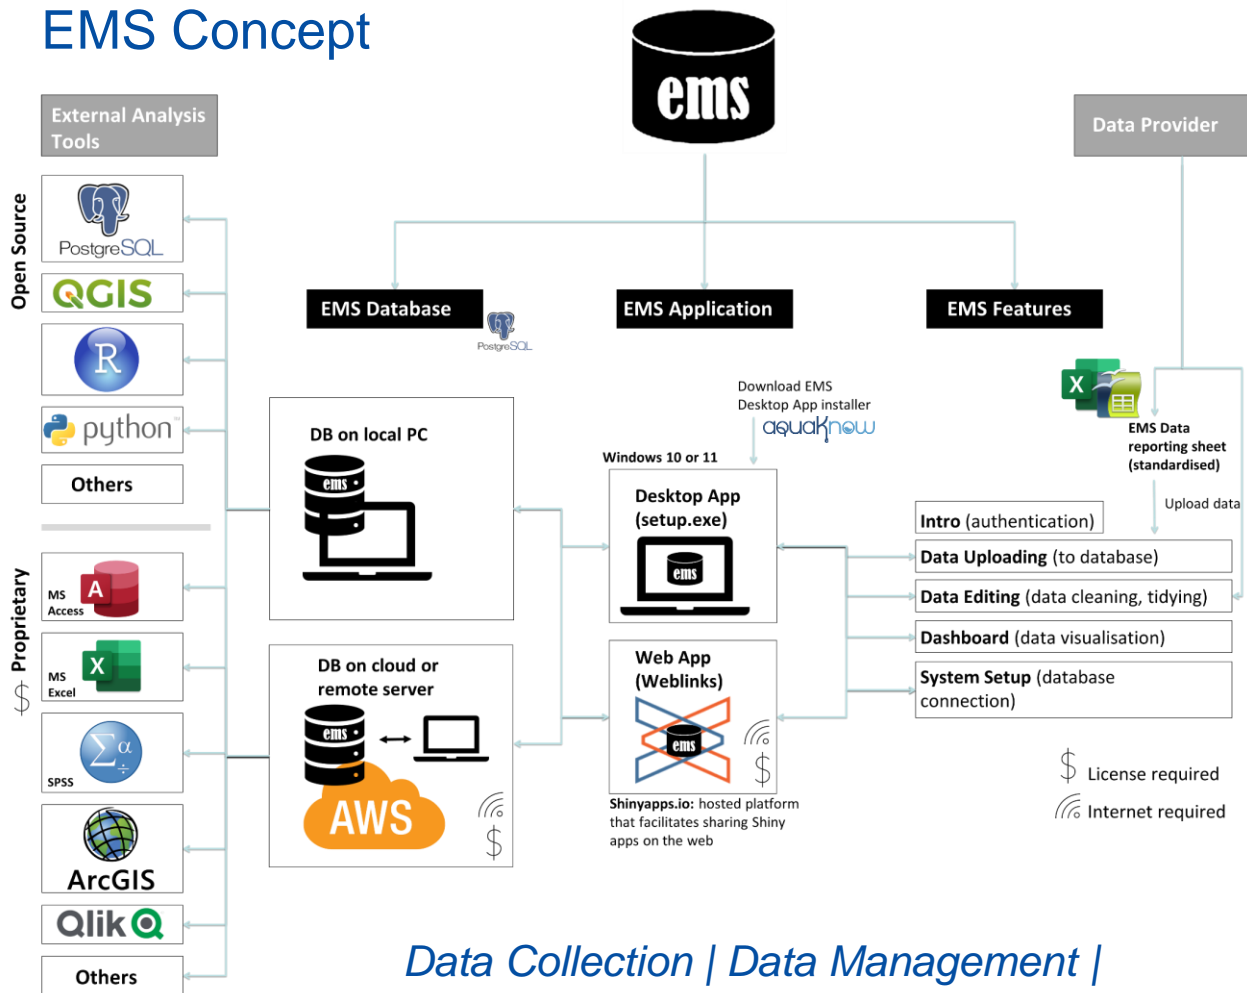 EMS Concept
ems
External Analysis
Tools
Data Provider
Open Source
PostgreSQL
QGIS
R
python
Others
$ Proprietary
MS
Access
A
MS
Excel
X
Σ α ÷
SPSS
ArcGIS
Qlik
Others
EMS Database
PostgreSQL
EMS Application
EMS Features
DB on local PC
ems
DB on cloud or
remote server
ems
AWS
$
Download EMS
Desktop App installer
aquaknow
Windows 10 or 11
Desktop App
(setup.exe)
ems
Web App
(Weblinks)
ems
$
Shinyapps.io: hosted platform
that facilitates sharing Shiny
apps on the web
X
EMS Data
reporting sheet
(standardised)
Upload data
Intro (authentication)
Data Uploading (to database)
Data Editing (data cleaning, tidying)
Dashboard (data visualisation)
System Setup (database
connection)
$ License required
Internet required
Data Collection | Data Management |